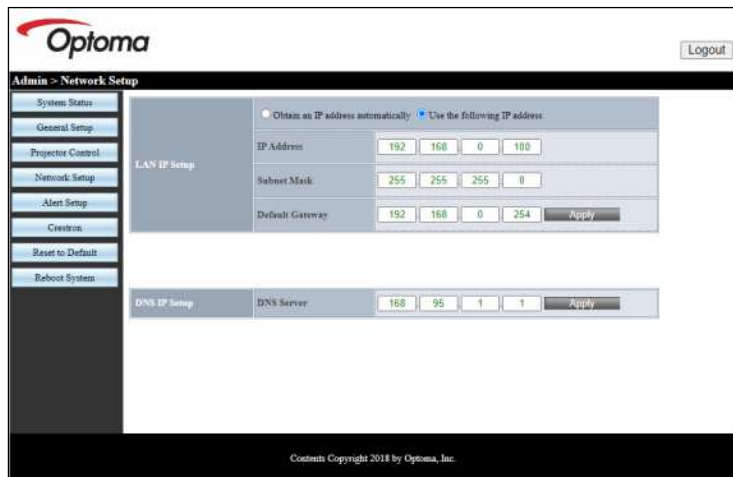 Optoma
Logout
Admin > Network Setup
System Status
General Setup
Projector Control
Network Setup
Alert Setup
Crestron
Reset to Default
Reboot System
LAN IP Setup
Obtain an IP address automatically Use the following IP address
IP Address 192 . 168 . 0 . 100
Subnet Mask 255 . 255 . 255 . 0
Default Gateway 192 . 168 . 0 . 254 Apply
DNS IP Setup DNS Server 168 . 95 . 1 . 1 Apply
Contents Copyright 2018 by Optoma, Inc.